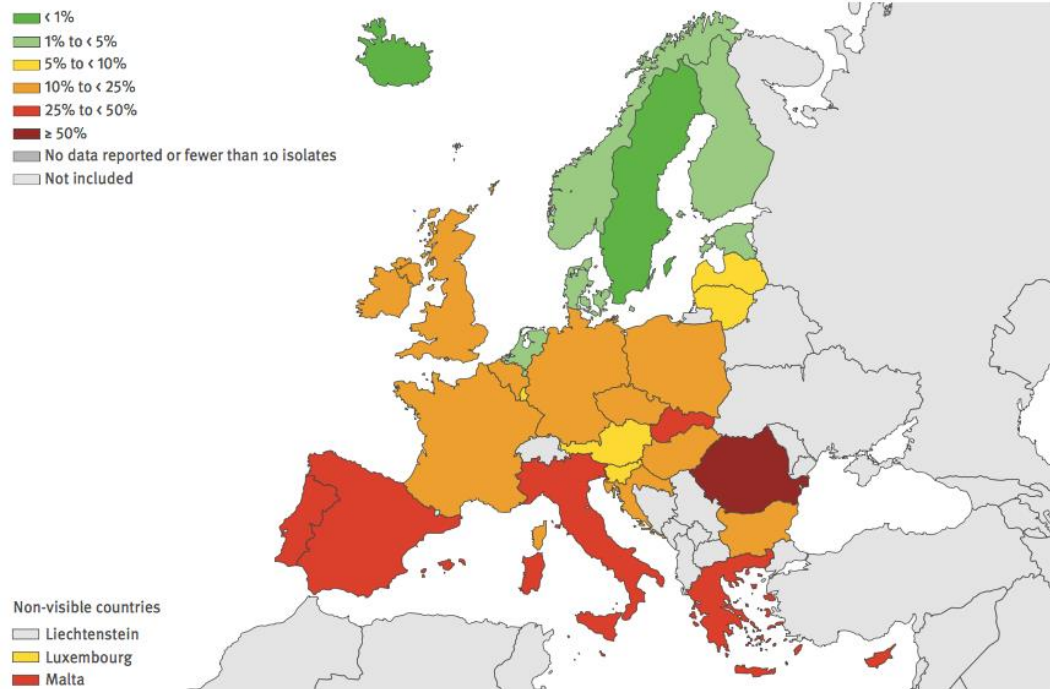 < 1%
1% to < 5%
5% to < 10%
10% to < 25%
25% to < 50%
≥ 50%
No data reported or fewer than 10 isolates
Not included
Non-visible countries
Liechtenstein
Luxembourg
Malta